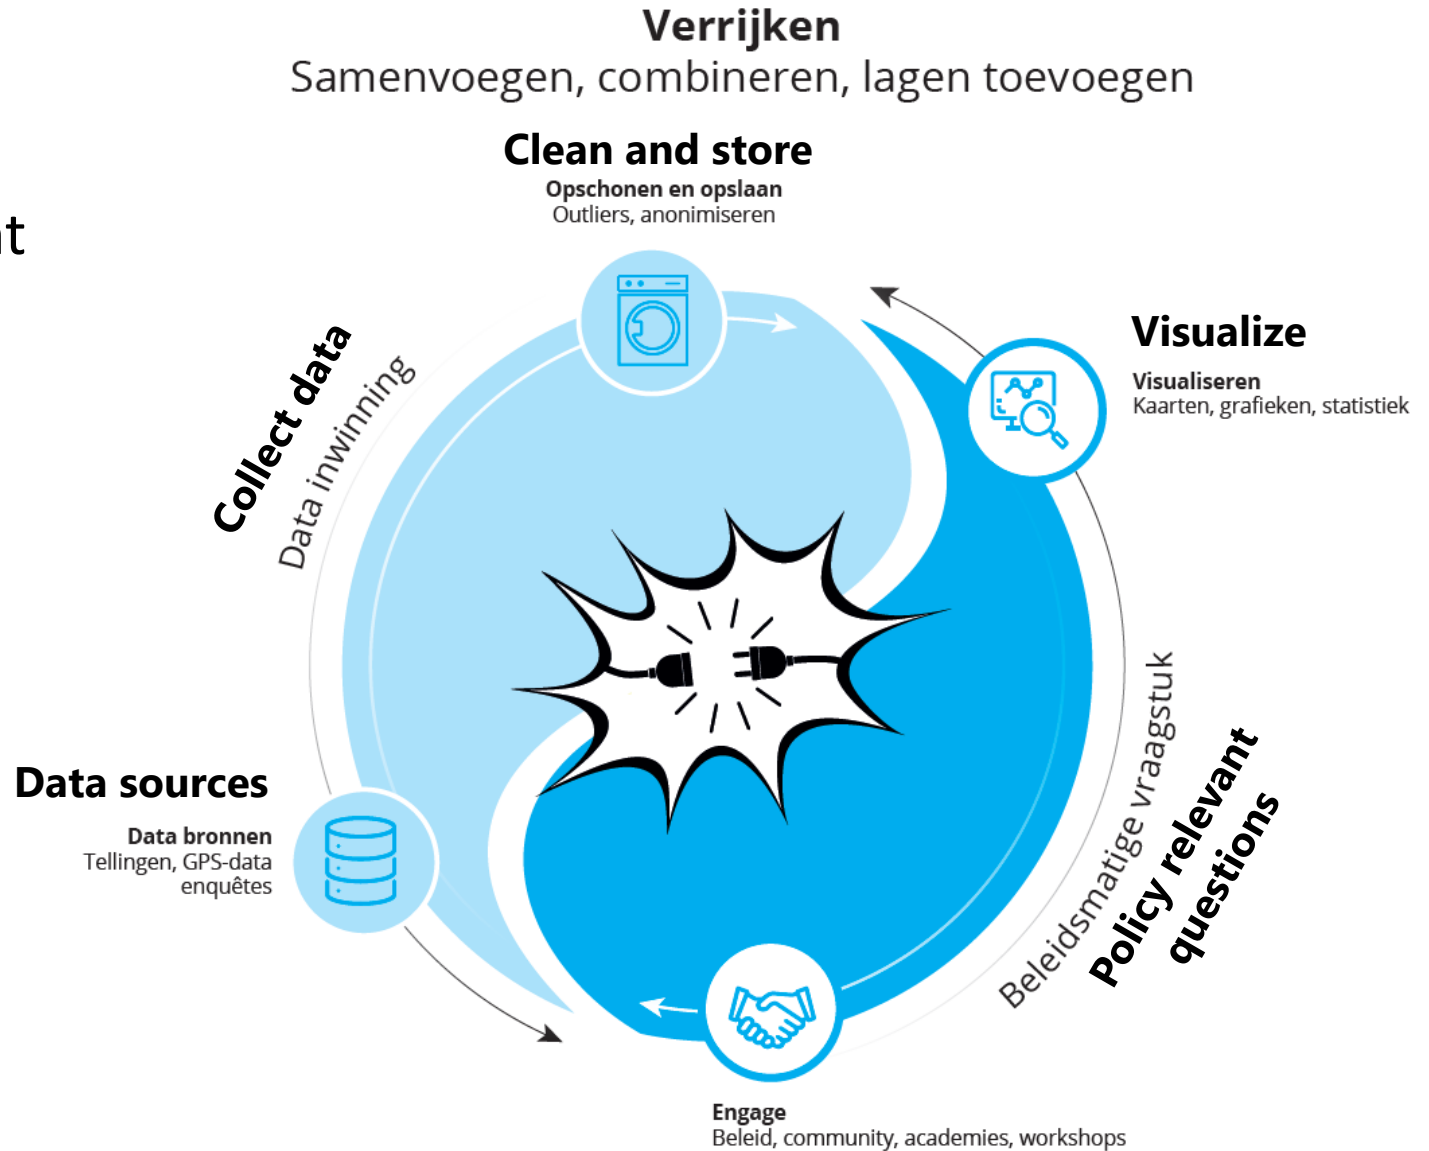 Verrijken
Samenvoegen, combineren, lagen toevoegen
Clean and store
Opschonen en opslaan
Outliers, anonimiseren
nt
Collect data
Data inwinning
Visualize
Visualiseren
Kaarten, grafieken, statistiek
Data sources
Data bronnen
Tellingen, GPS-data
enquêtes
Beleidsmatige vraagstuk
Policy relevant
questions
Engage
Beleid, community, academies, workshops